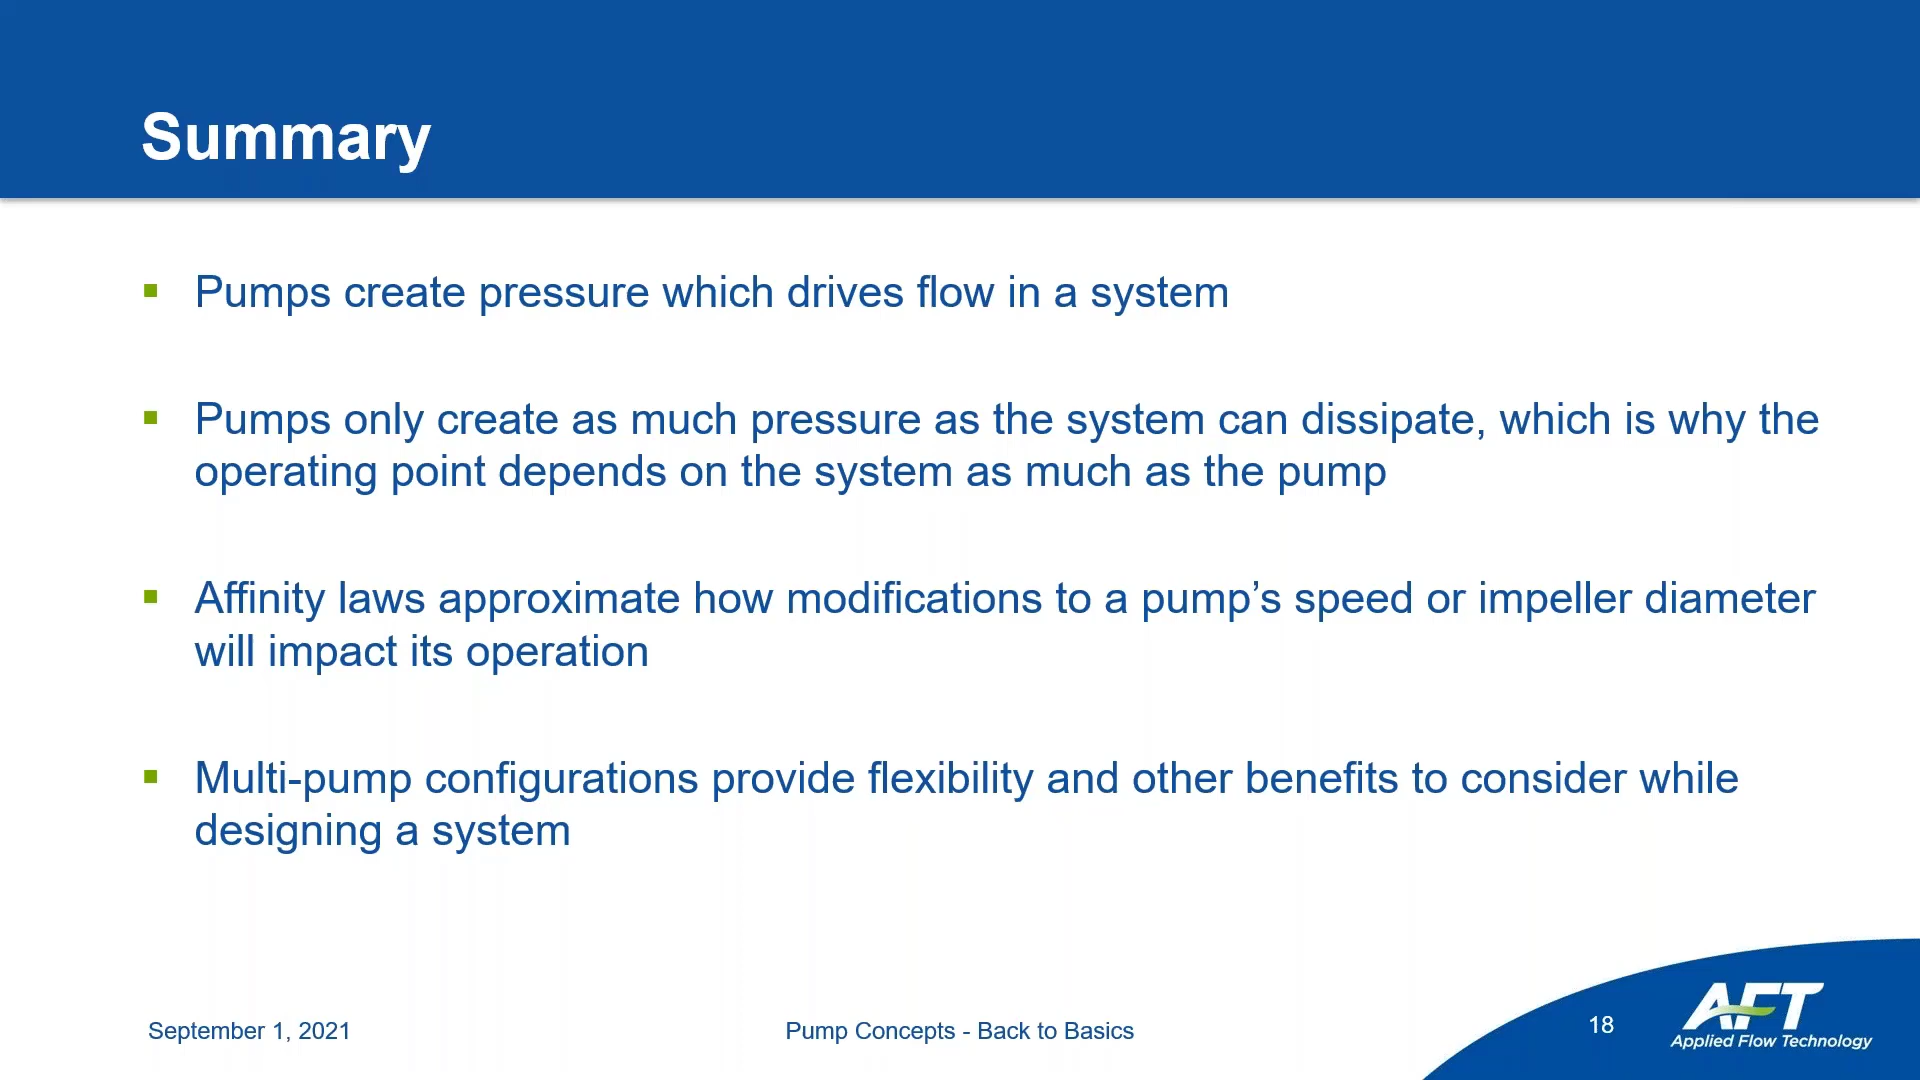 Summary
▪ Pumps create pressure which drives flow in a system
▪ Pumps only create as much pressure as the system can dissipate, which is why the
operating point depends on the system as much as the pump
▪ Affinity laws approximate how modifications to a pump’s speed or impeller diameter
will impact its operation
▪ Multi-pump configurations provide flexibility and other benefits to consider while
designing a system
September 1, 2021
Pump Concepts - Back to Basics
18
AFT
Applied Flow Technology